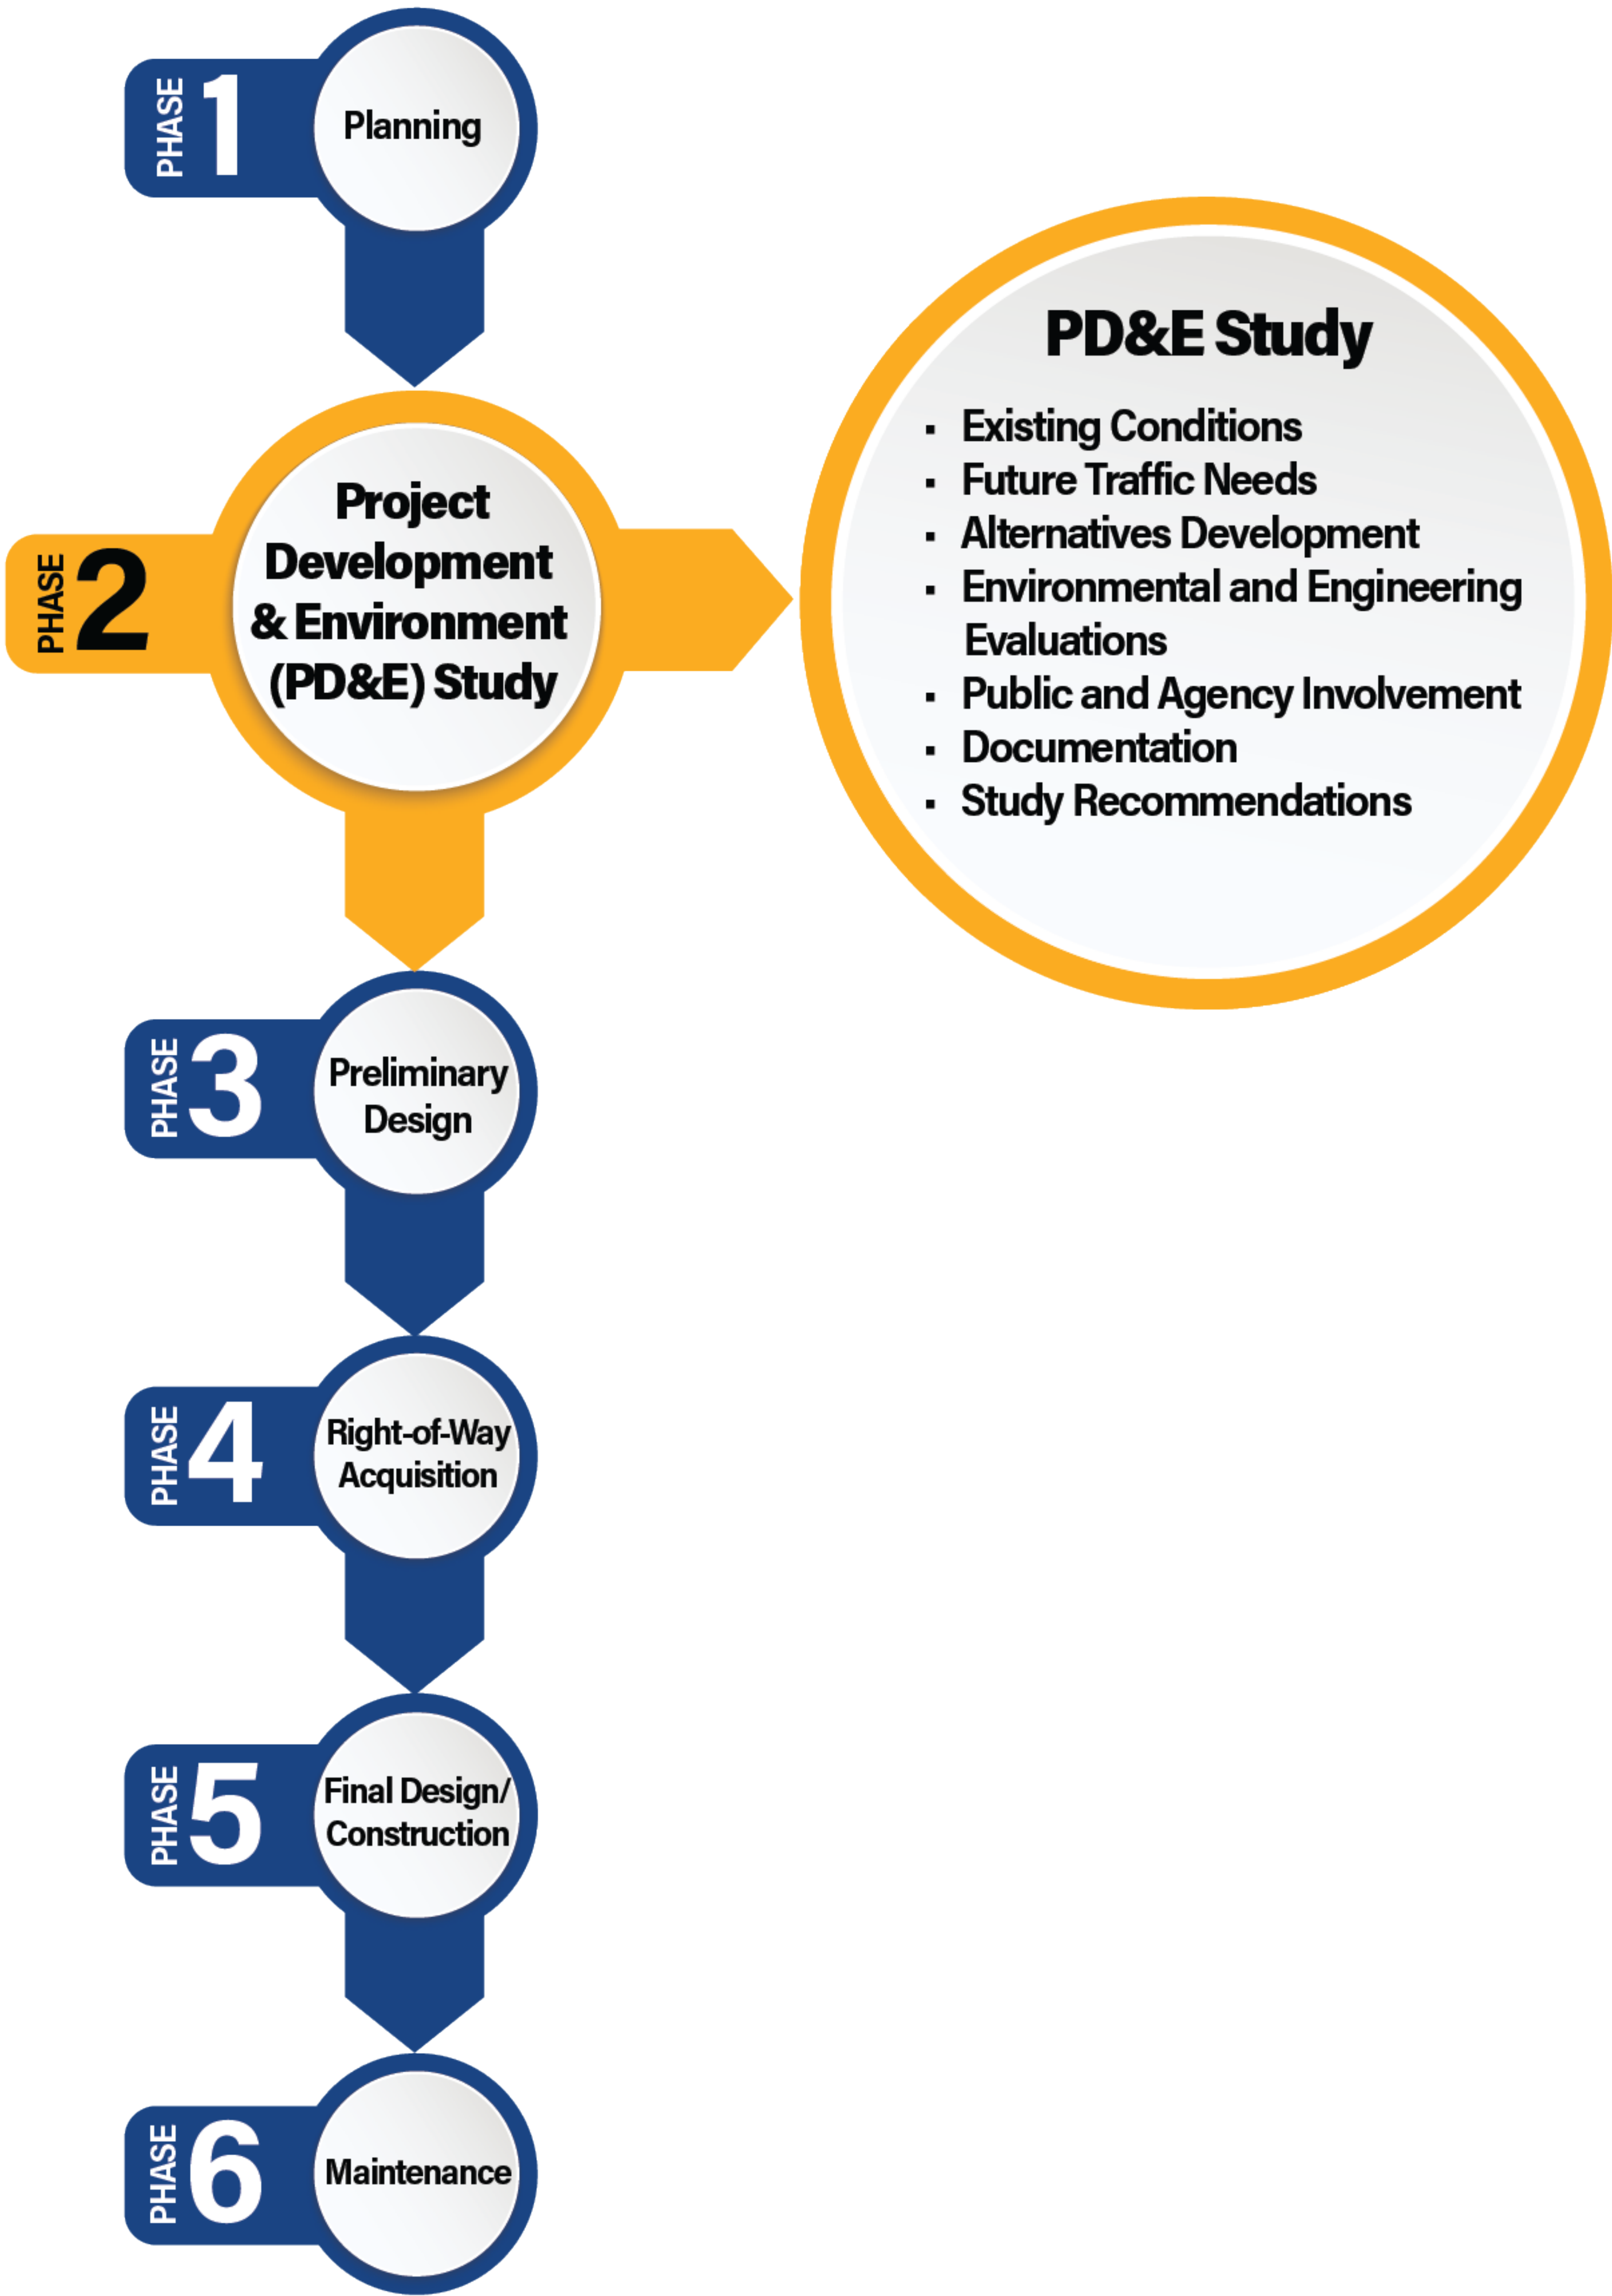 PHASE 1
Planning
PHASE 2
Project
Development
& Environment
(PD&E) Study
PD&E Study
▪ Existing Conditions
▪ Future Traffic Needs
▪ Alternatives Development
▪ Environmental and Engineering
Evaluations
▪ Public and Agency Involvement
▪ Documentation
▪ Study Recommendations
PHASE 3
Preliminary
Design
PHASE 4
Right-of-Way
Acquisition
PHASE 5
Final Design/
Construction
PHASE 6
Maintenance